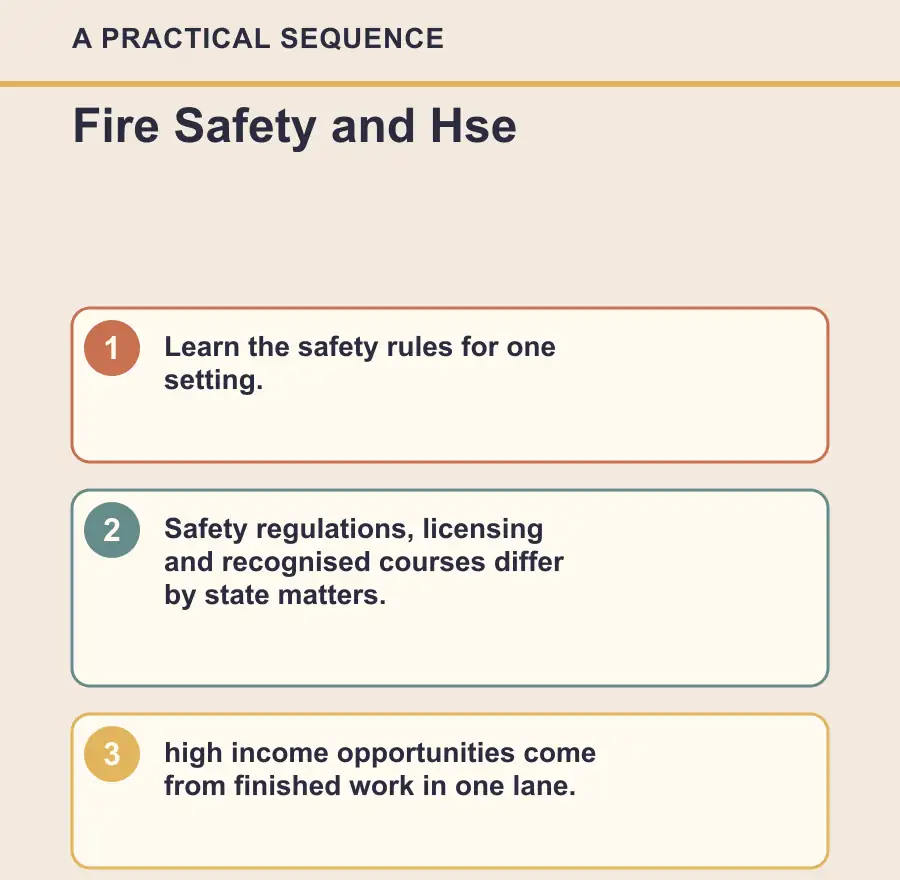 A PRACTICAL SEQUENCE
Fire Safety and Hse
1
Learn the safety rules for one
setting.
2
Safety regulations, licensing
and recognised courses differ
by state matters.
3
high income opportunities come
from finished work in one lane.